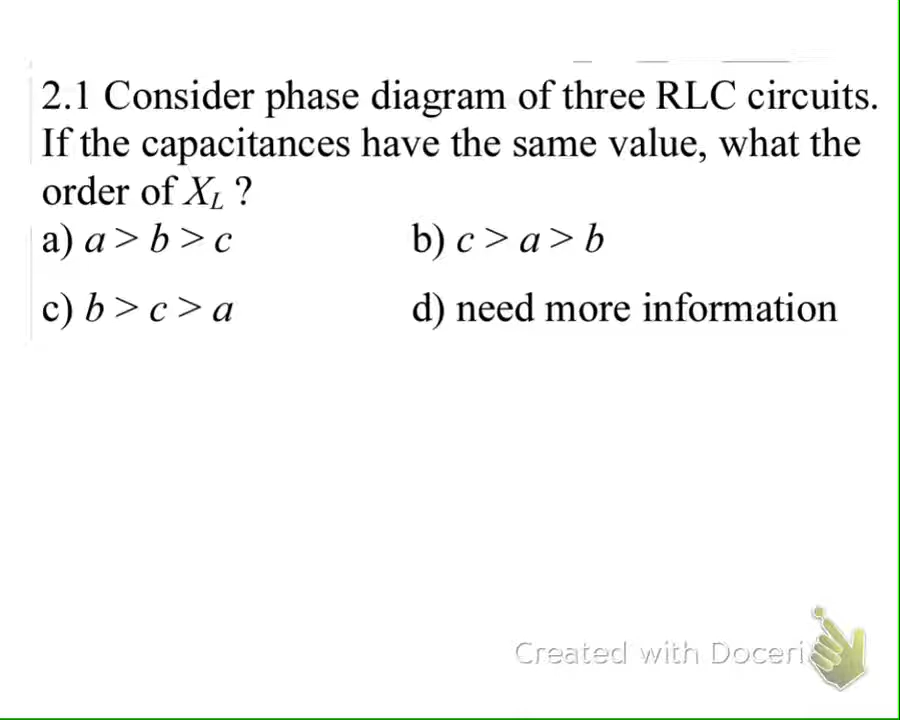 2.1 Consider phase diagram of three RLC circuits.
If the capacitances have the same value, what the
order of X_L ?
a) a > b > c b) c > a > b
c) b > c > a d) need more information
Created with Doceri